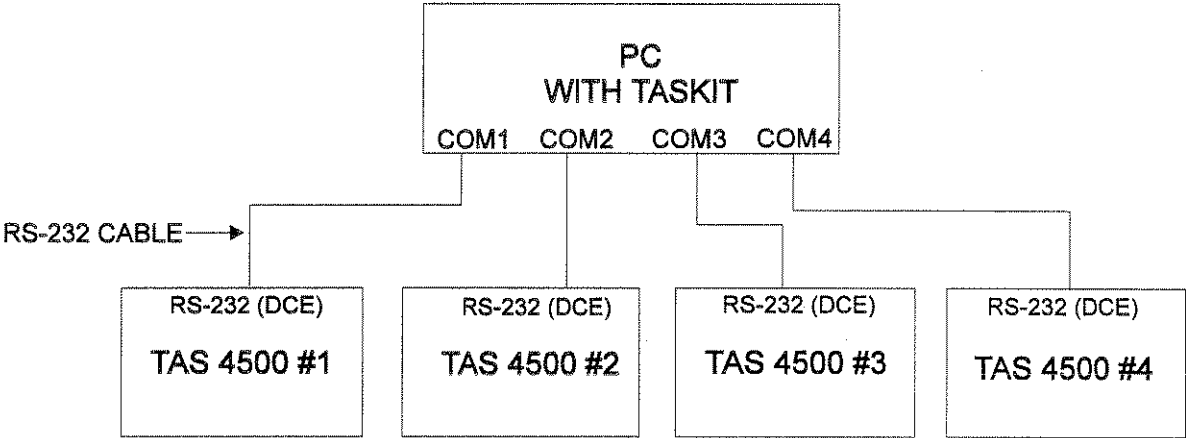 PC
WITH TASKIT
COM1 COM2 COM3 COM4
RS-232 CABLE
RS-232 (DCE) RS-232 (DCE) RS-232 (DCE) RS-232 (DCE)
TAS 4500 #1 TAS 4500 #2 TAS 4500 #3 TAS 4500 #4